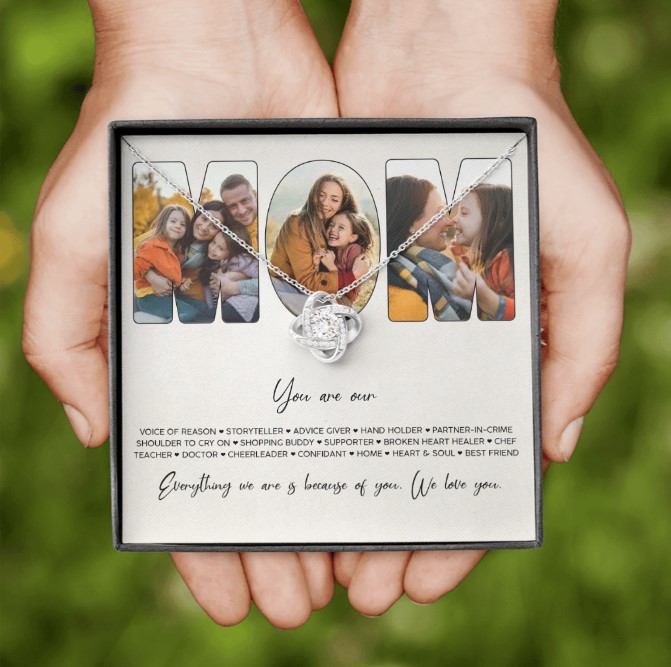 MOM
You are our
VOICE OF REASON ♥ STORYTELLER ♥ ADVICE GIVER ♥ HAND HOLDER ♥ PARTNER-IN-CRIME
SHOULDER TO CRY ON ♥ SHOPPING BUDDY ♥ SUPPORTER ♥ BROKEN HEART HEALER ♥ CHEF
TEACHER ♥ DOCTOR ♥ CHEERLEADER ♥ CONFIDANT ♥ HOME ♥ HEART & SOUL ♥ BEST FRIEND
Everything we are is because of you. We love you.